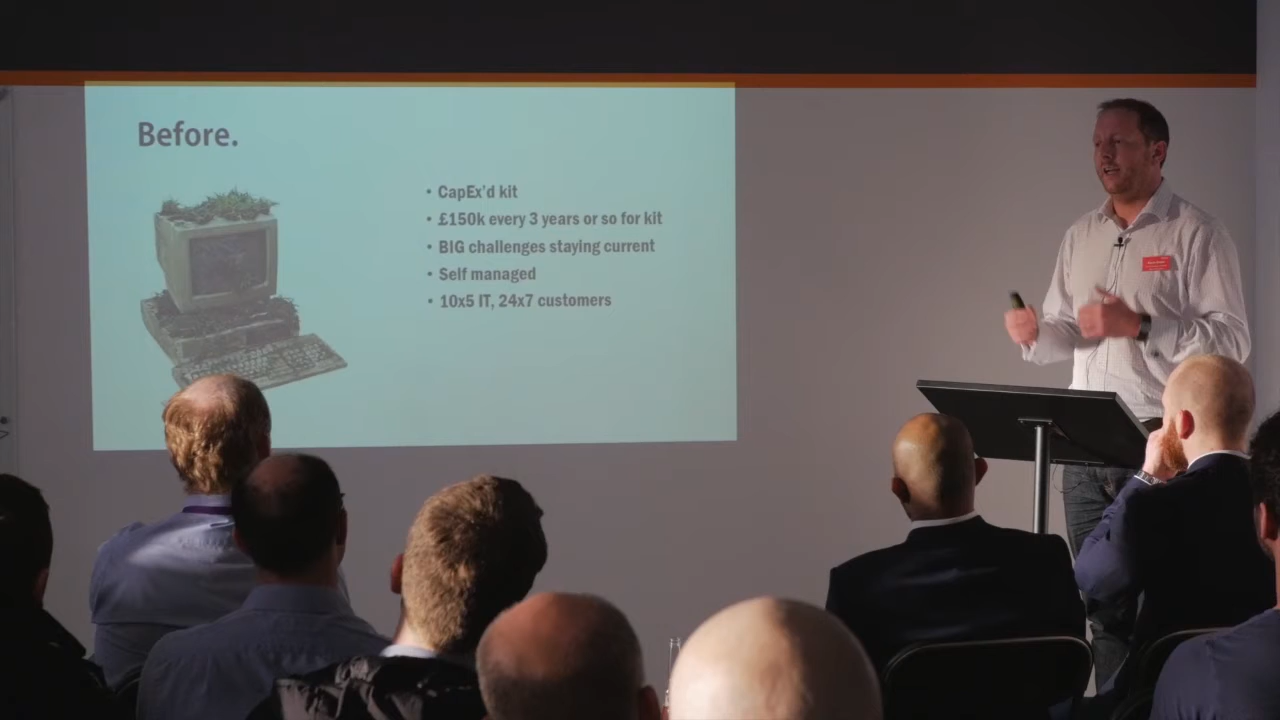 Before.
• CapEx'd kit
• £150k every 3 years or so for kit
• BIG challenges staying current
• Self managed
• 10x5 IT, 24x7 customers